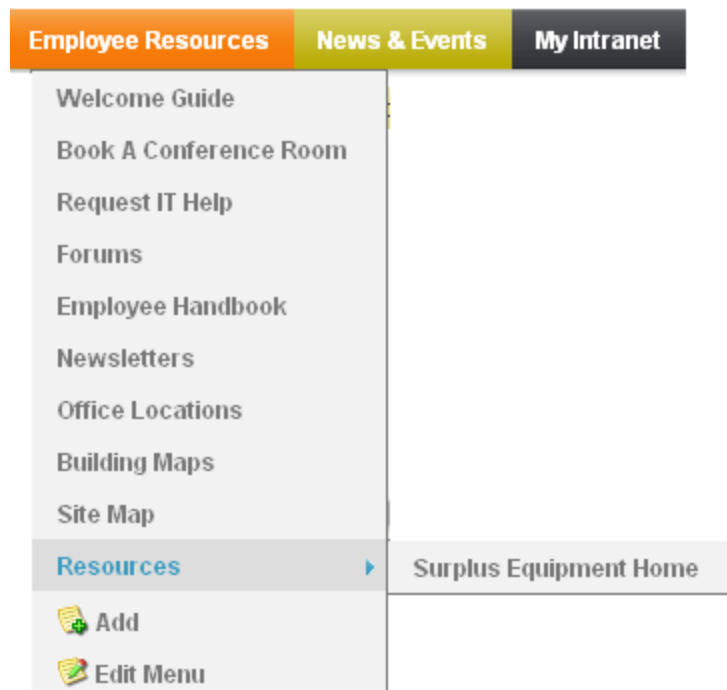 Employee Resources News & Events My Intranet
Welcome Guide
Book A Conference Room
Request IT Help
Forums
Employee Handbook
Newsletters
Office Locations
Building Maps
Site Map
Resources Surplus Equipment Home
Add
Edit Menu